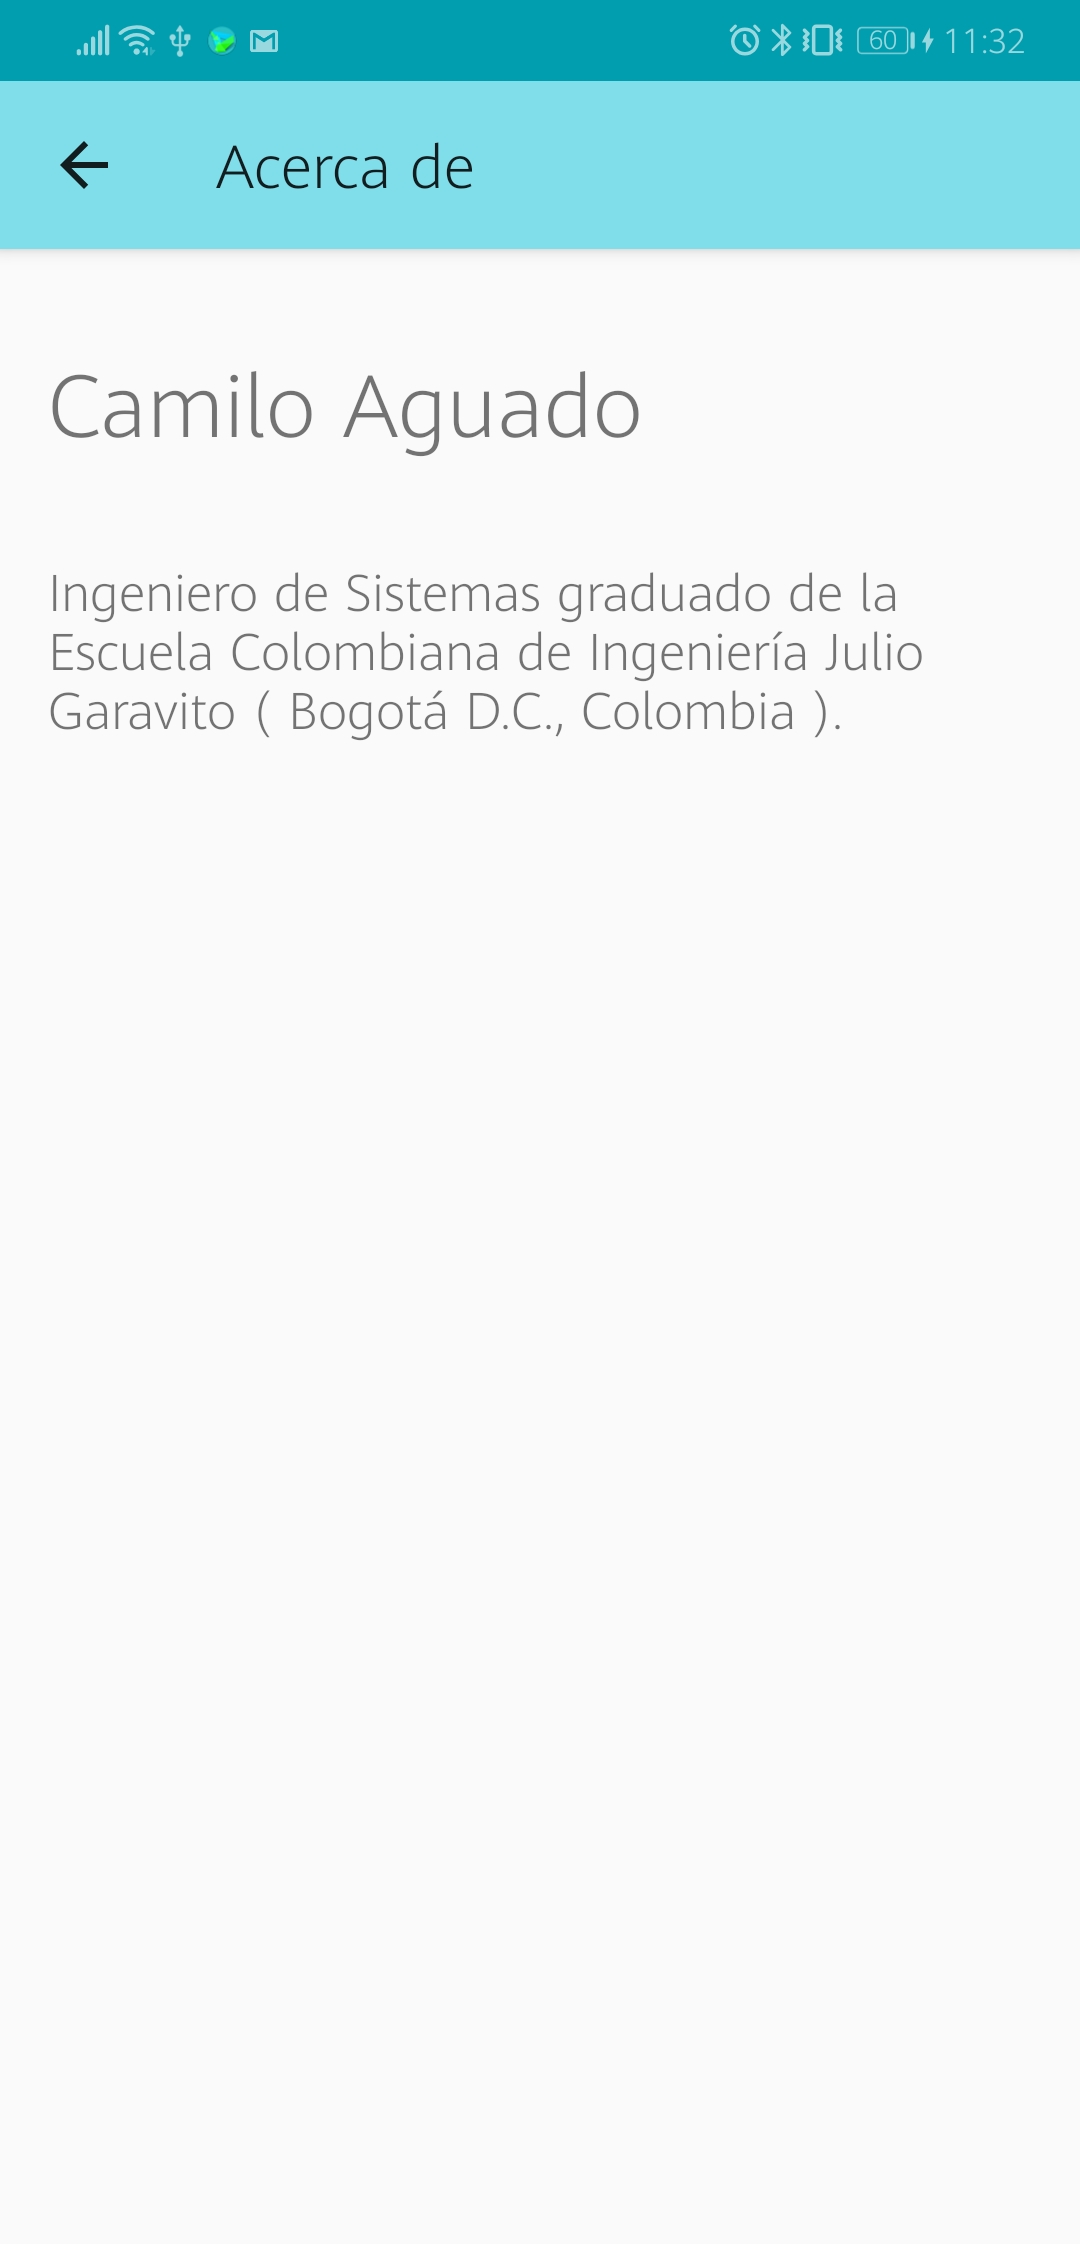 60 11:32
Acerca de
Camilo Aguado
Ingeniero de Sistemas graduado de la
Escuela Colombiana de Ingeniería Julio
Garavito ( Bogotá D.C., Colombia ).